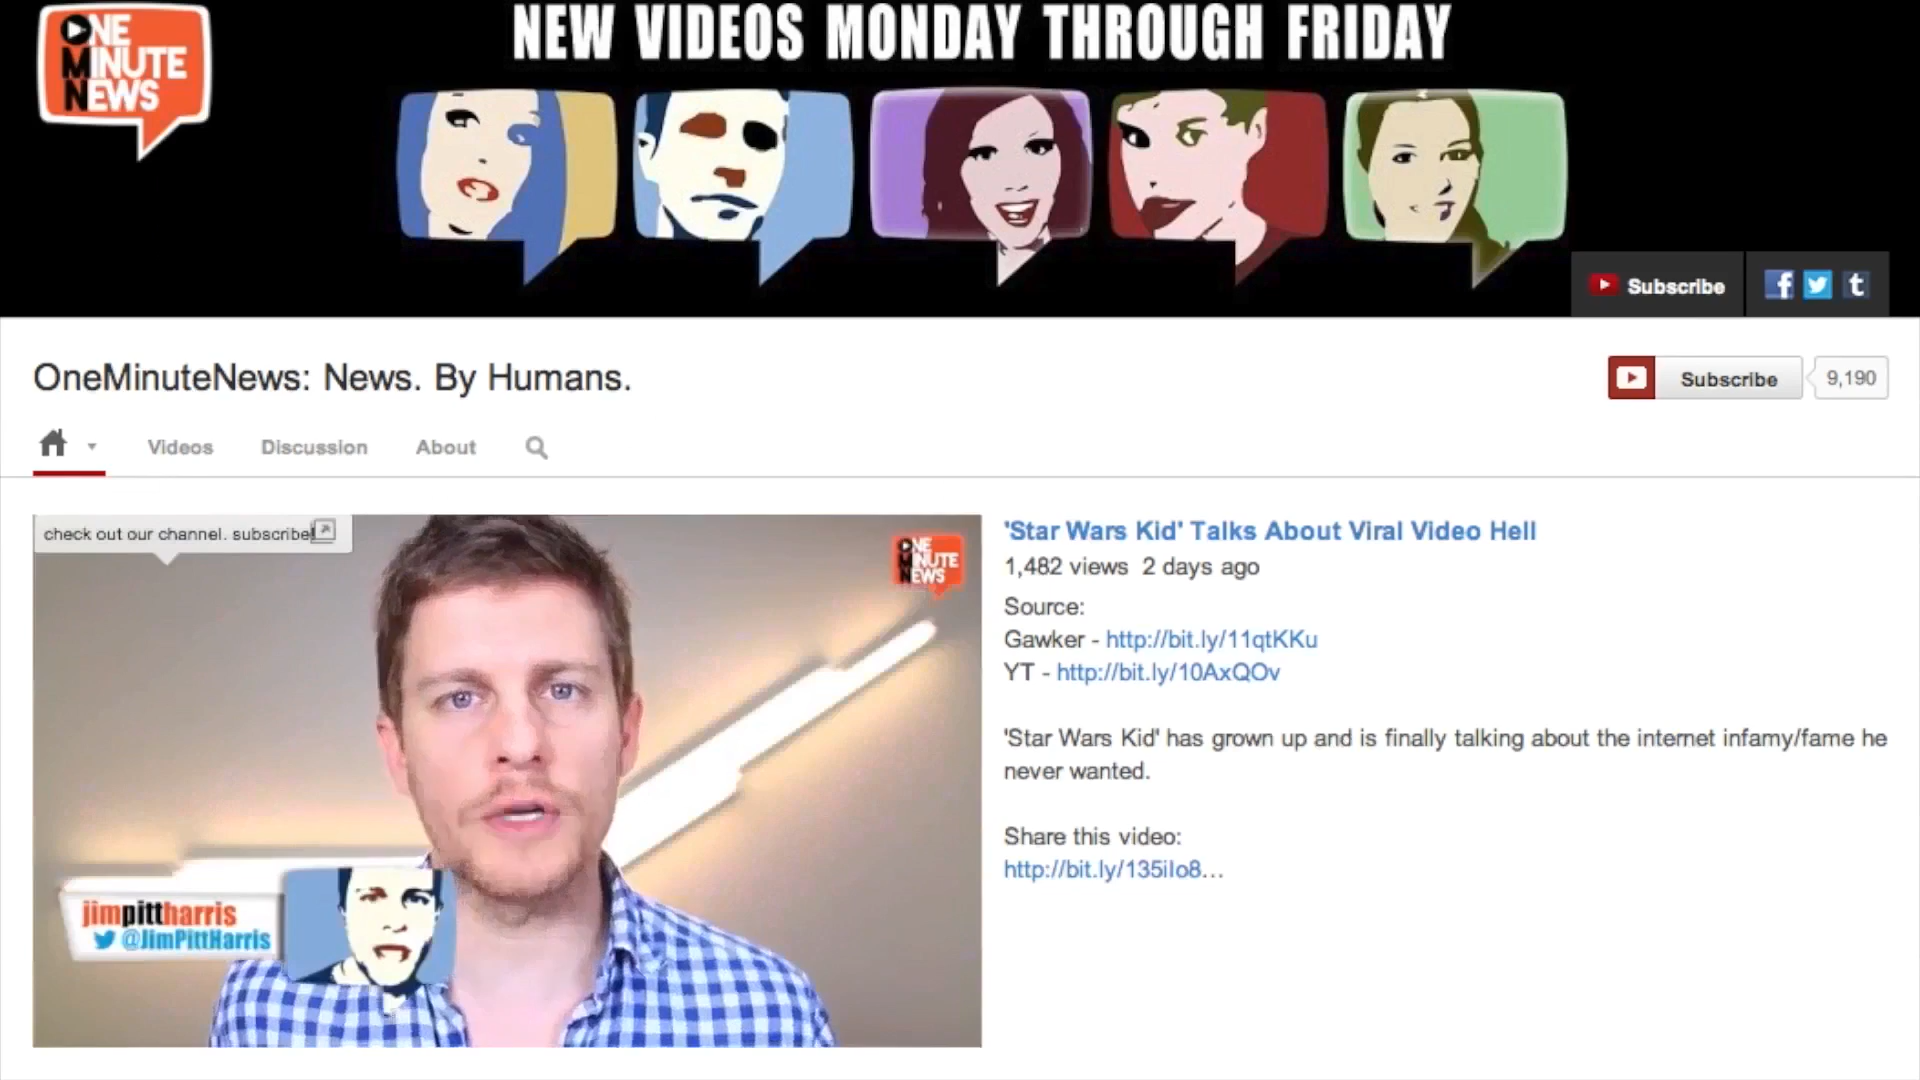 ONE
MINUTE
NEWS
NEW VIDEOS MONDAY THROUGH FRIDAY
Subscribe
f t
OneMinuteNews: News. By Humans.
Subscribe 9,190
Videos Discussion About
check out our channel. subscribe!
ONE
MINUTE
NEWS
jimpittharris
@JimPittHarris
'Star Wars Kid' Talks About Viral Video Hell
1,482 views 2 days ago
Source:
Gawker - http://bit.ly/11qtKKu
YT - http://bit.ly/10AxQOv
'Star Wars Kid' has grown up and is finally talking about the internet infamy/fame he
never wanted.
Share this video:
http://bit.ly/135iIo8...